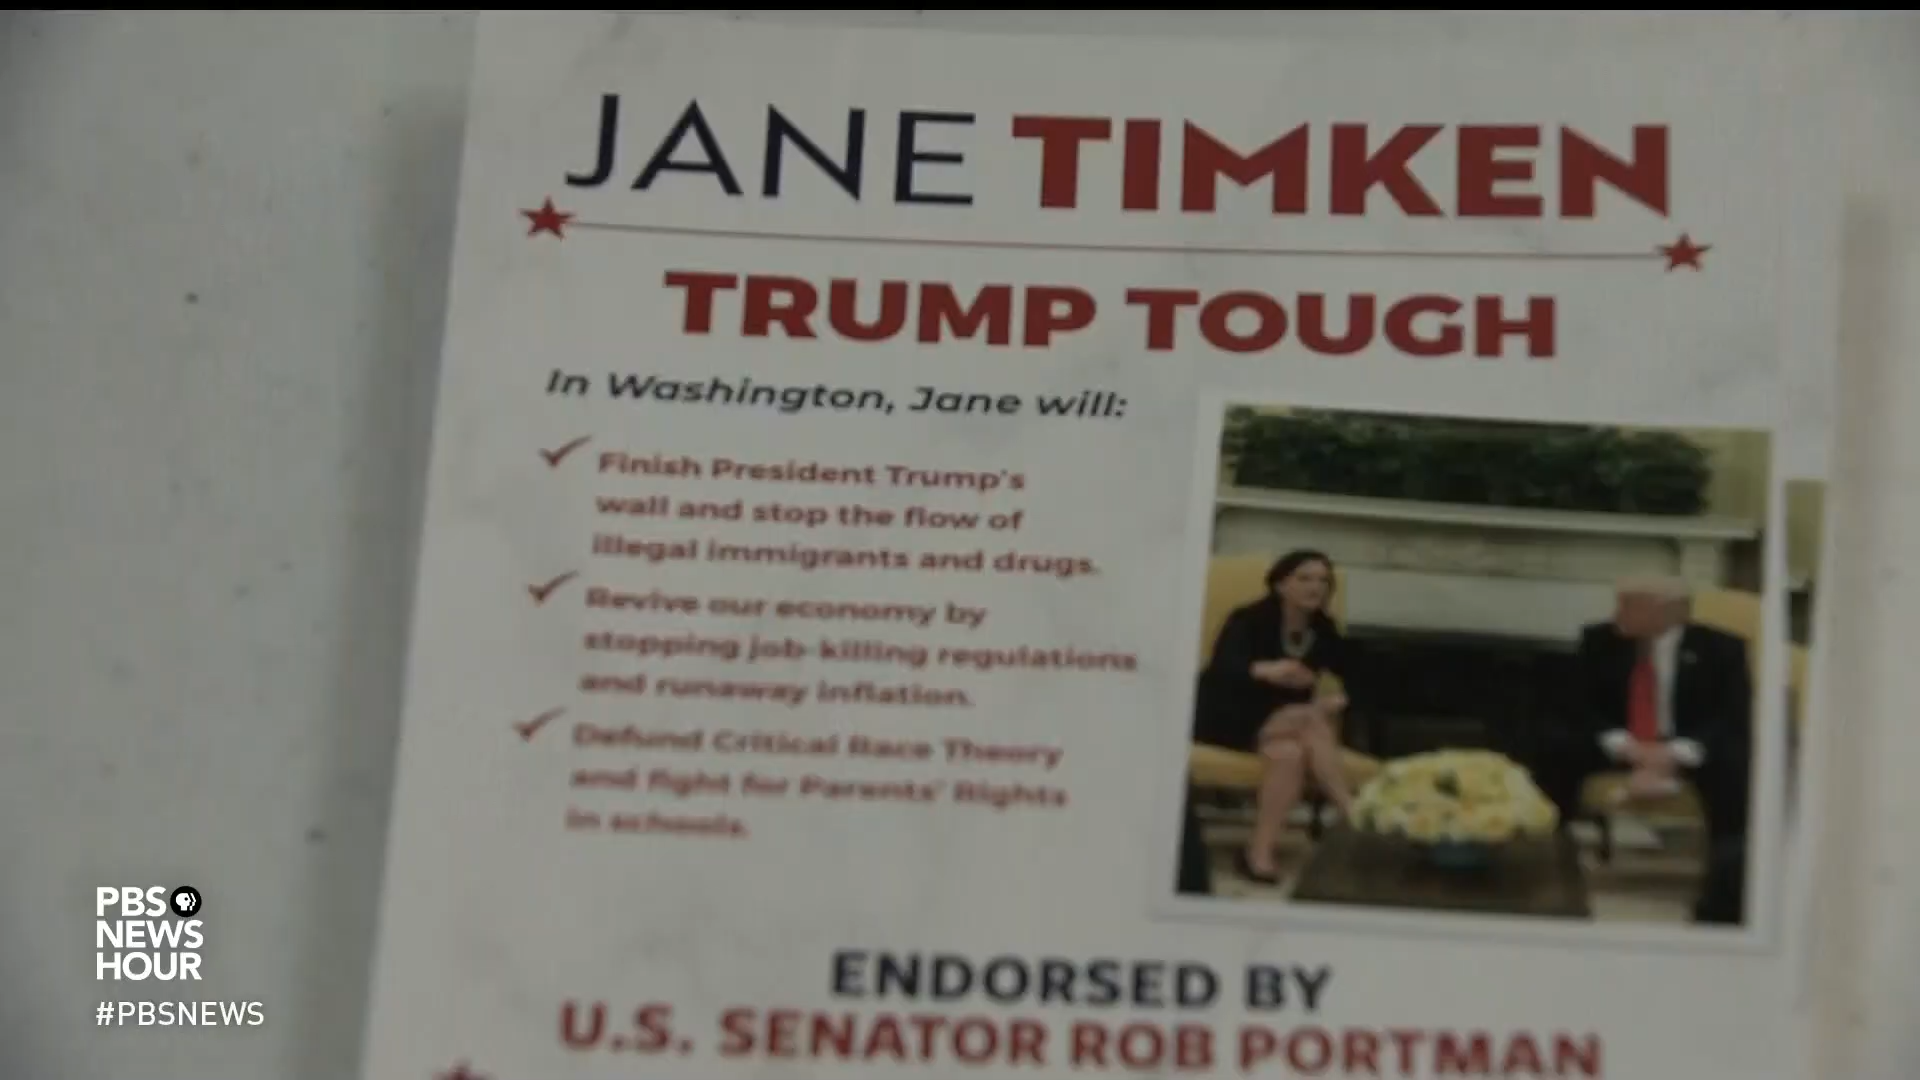 JANE TIMKEN
TRUMP TOUGH
In Washington, Jane will:
Finish President Trump's
wall and stop the flow of
illegal immigrants and drugs.
Revive our economy by
stopping job-killing regulations
and runaway inflation.
Defund Critical Race Theory
and fight for Parents' Rights
in schools.
ENDORSED BY
U.S. SENATOR ROB PORTMAN
PBS
NEWS
HOUR
#PBSNEWS